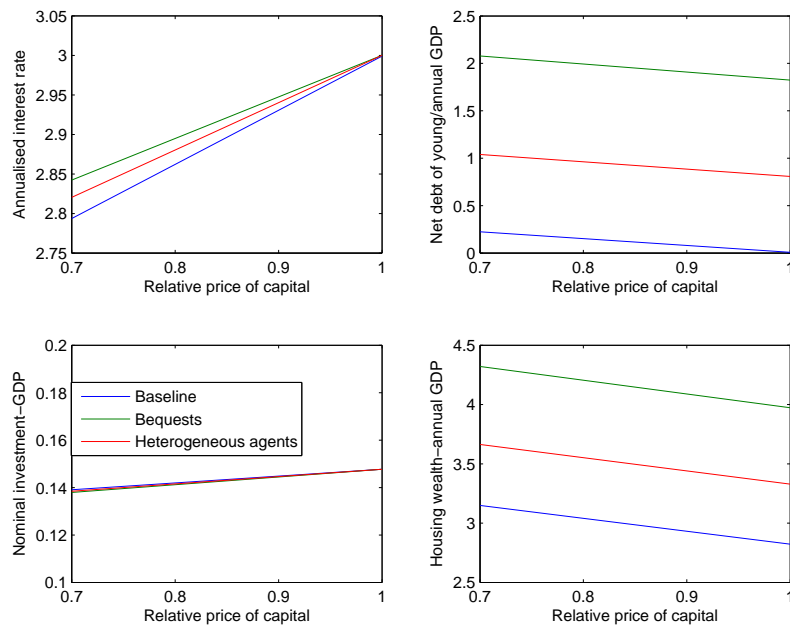 3.05
3
2.95
2.9
2.85
2.8
2.75
0.7 0.8 0.9 1
Relative price of capital
Annualised interest rate
2.5
2
1.5
1
0.5
0
0.7 0.8 0.9 1
Relative price of capital
Net debt of young/annual GDP
0.2
0.18
0.16
0.14
0.12
0.1
0.7 0.8 0.9 1
Relative price of capital
Nominal investment−GDP
Baseline
Bequests
Heterogeneous agents
4.5
4
3.5
3
2.5
0.7 0.8 0.9 1
Relative price of capital
Housing wealth−annual GDP